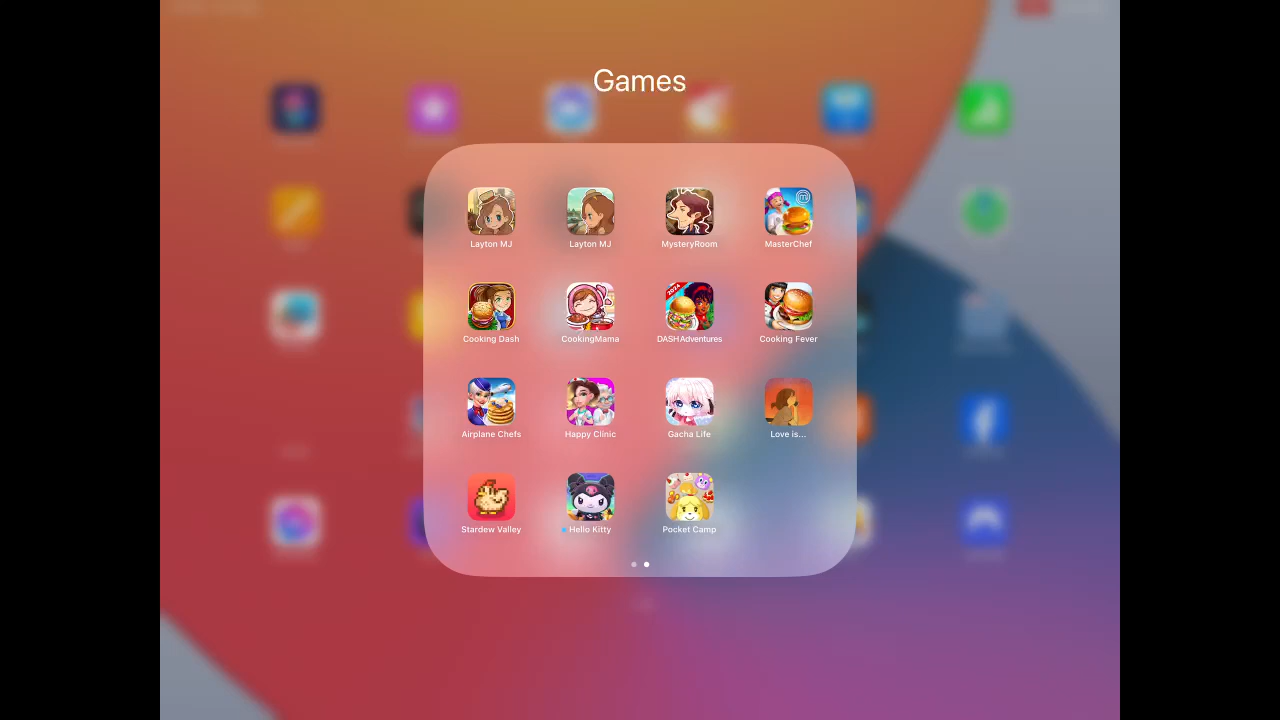 Games
Layton MJ
Layton MJ
MysteryRoom
MasterChef
Cooking Dash
CookingMama
2024
DASHAdventures
Cooking Fever
Airplane Chefs
Happy Clinic
Gacha Life
Love is...
Stardew Valley
Hello Kitty
Pocket Camp